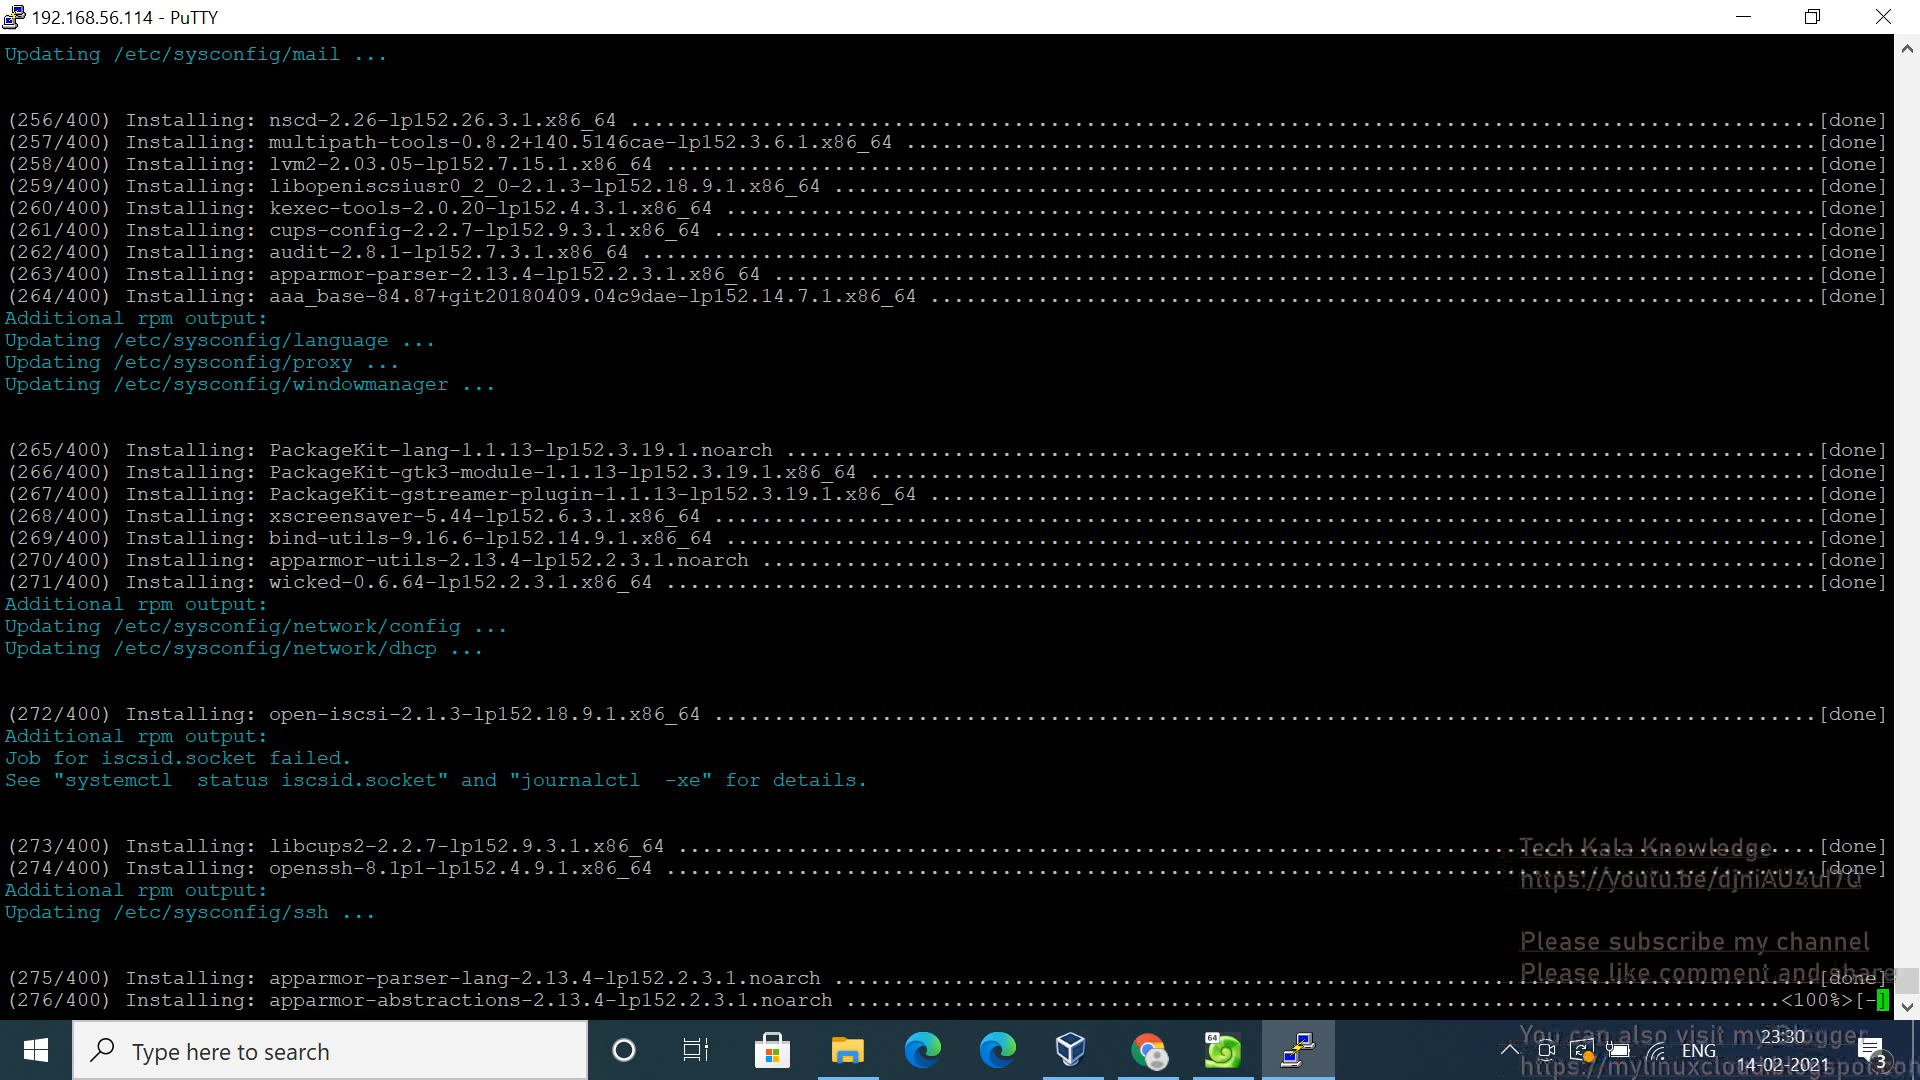 192.168.56.114 - PuTTY
Updating /etc/sysconfig/mail ...
(256/400) Installing: nscd-2.26-lp152.26.3.1.x86_64 ...[done]
(257/400) Installing: multipath-tools-0.8.2+140.5146cae-lp152.3.6.1.x86_64 ...[done]
(258/400) Installing: lvm2-2.03.05-lp152.7.15.1.x86_64 ...[done]
(259/400) Installing: libopeniscsiusr0_2_0-2.1.3-lp152.18.9.1.x86_64 ...[done]
(260/400) Installing: kexec-tools-2.0.20-lp152.4.3.1.x86_64 ...[done]
(261/400) Installing: cups-config-2.2.7-lp152.9.3.1.x86_64 ...[done]
(262/400) Installing: audit-2.8.1-lp152.7.3.1.x86_64 ...[done]
(263/400) Installing: apparmor-parser-2.13.4-lp152.2.3.1.x86_64 ...[done]
(264/400) Installing: aaa_base-84.87+git20180409.04c9dae-lp152.14.7.1.x86_64 ...[done]
Additional rpm output:
Updating /etc/sysconfig/language ...
Updating /etc/sysconfig/proxy ...
Updating /etc/sysconfig/windowmanager ...
(265/400) Installing: PackageKit-lang-1.1.13-lp152.3.19.1.noarch ...[done]
(266/400) Installing: PackageKit-gtk3-module-1.1.13-lp152.3.19.1.x86_64 ...[done]
(267/400) Installing: PackageKit-gstreamer-plugin-1.1.13-lp152.3.19.1.x86_64 ...[done]
(268/400) Installing: xscreensaver-5.44-lp152.6.3.1.x86_64 ...[done]
(269/400) Installing: bind-utils-9.16.6-lp152.14.9.1.x86_64 ...[done]
(270/400) Installing: apparmor-utils-2.13.4-lp152.2.3.1.noarch ...[done]
(271/400) Installing: wicked-0.6.64-lp152.2.3.1.x86_64 ...[done]
Additional rpm output:
Updating /etc/sysconfig/network/config ...
Updating /etc/sysconfig/network/dhcp ...
(272/400) Installing: open-iscsi-2.1.3-lp152.18.9.1.x86_64 ...[done]
Additional rpm output:
Job for iscsid.socket failed.
See "systemctl  status iscsid.socket" and "journalctl  -xe" for details.
(273/400) Installing: libcups2-2.2.7-lp152.9.3.1.x86_64 ...[done]
Tech Kala Knowledge
(274/400) Installing: openssh-8.1p1-lp152.4.9.1.x86_64 ...[done]
Additional rpm output:
Updating /etc/sysconfig/ssh ...
Please subscribe my channel
(275/400) Installing: apparmor-parser-lang-2.13.4-lp152.2.3.1.noarch ...[done]
Please like comment and share
(276/400) Installing: apparmor-abstractions-2.13.4-lp152.2.3.1.noarch ...<100%>[-]
Type here to search
64
ENG
23:30
14-02-2021
3
You can also visit my Blogger